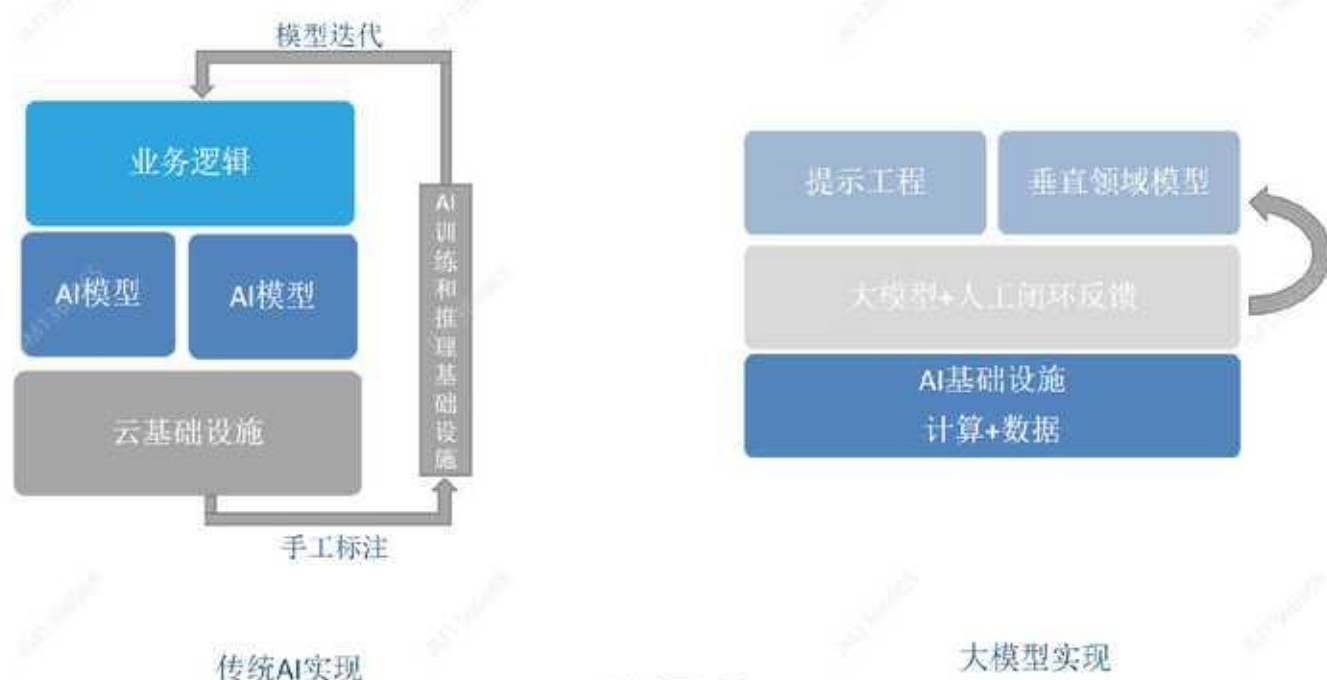 模型迭代
业务逻辑
AI模型
AI模型
云基础设施
AI训练和推理基础设施
手工标注
传统AI实现
提示工程
垂直领域模型
大模型+人工闭环反馈
AI基础设施
计算+数据
大模型实现